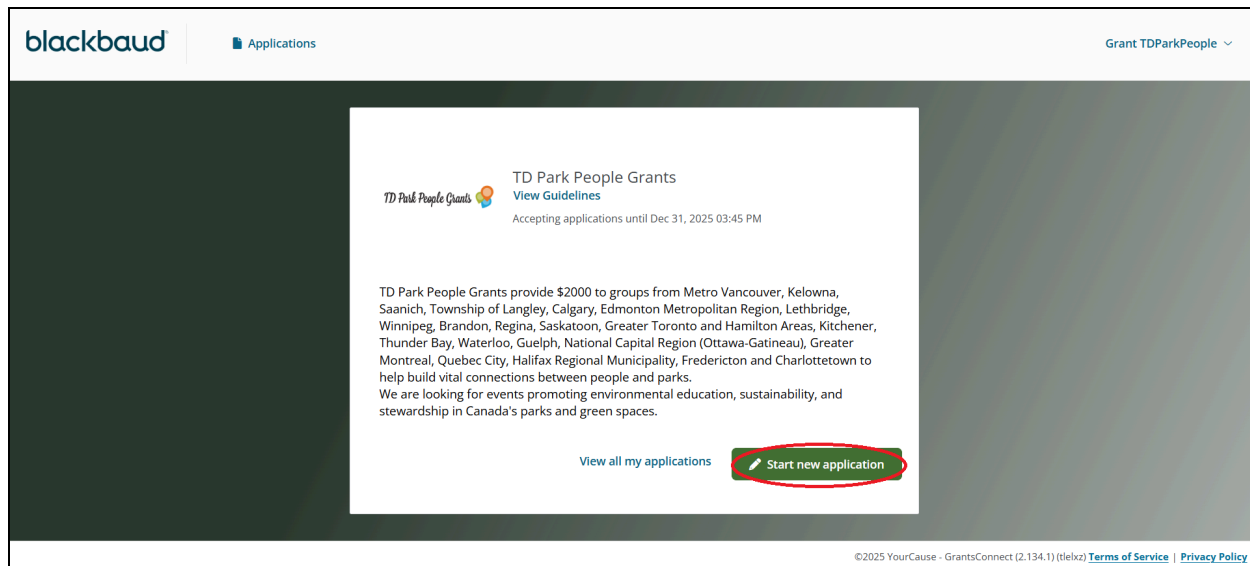 blackbaud
Applications
Grant TDParkPeople
TD Park People Grants
TD Park People Grants
View Guidelines
Accepting applications until Dec 31, 2025 03:45 PM
TD Park People Grants provide $2000 to groups from Metro Vancouver, Kelowna,
Saanich, Township of Langley, Calgary, Edmonton Metropolitan Region, Lethbridge,
Winnipeg, Brandon, Regina, Saskatoon, Greater Toronto and Hamilton Areas, Kitchener,
Thunder Bay, Waterloo, Guelph, National Capital Region (Ottawa-Gatineau), Greater
Montreal, Quebec City, Halifax Regional Municipality, Fredericton and Charlottetown to
help build vital connections between people and parks.
We are looking for events promoting environmental education, sustainability, and
stewardship in Canada's parks and green spaces.
View all my applications
Start new application
©2025 YourCause - GrantsConnect (2.134.1) (tlelxz) Terms of Service | Privacy Policy